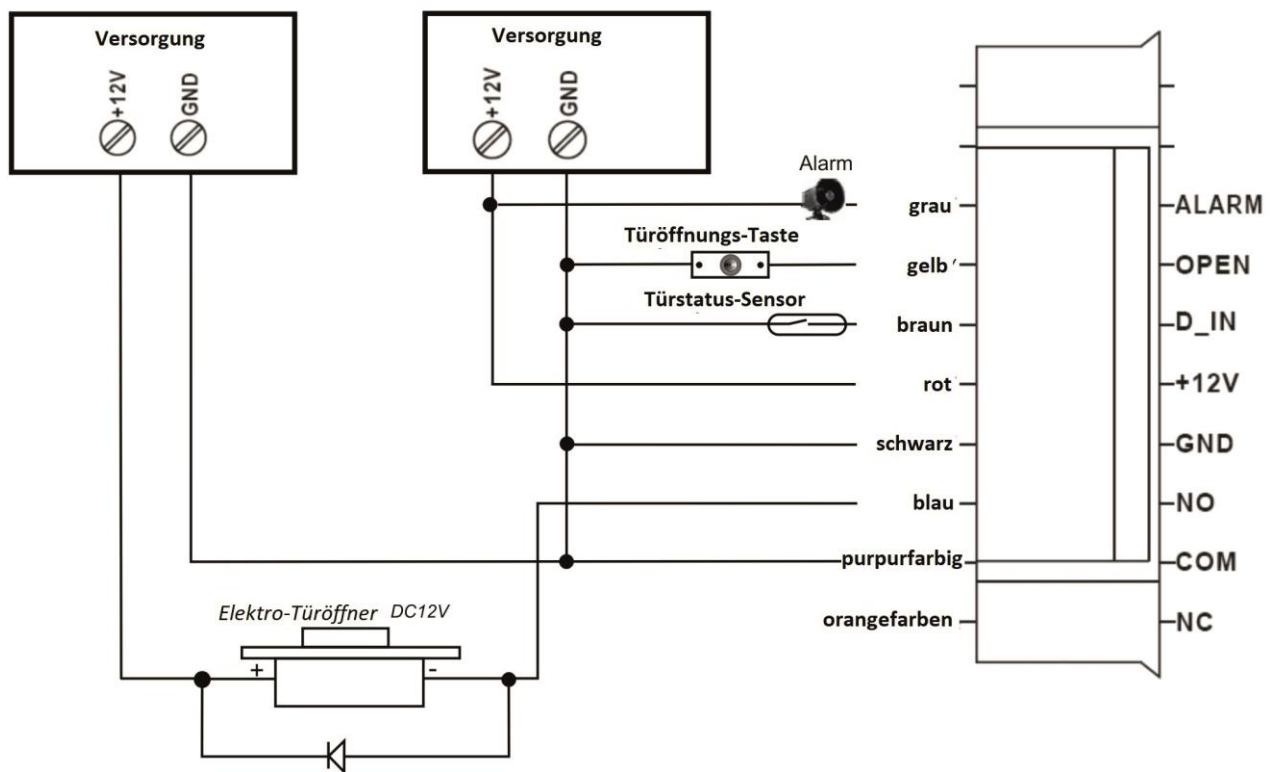 Versorgung
+12V
GND
Versorgung
+12V
GND
Alarm
grau
ALARM
Türöffnungs-Taste
gelb
OPEN
Türstatus-Sensor
braun
D_IN
rot
+12V
schwarz
GND
blau
NO
purpurfarbig
COM
Elektro-Türöffner DC12V
+ -
orangefarben
NC